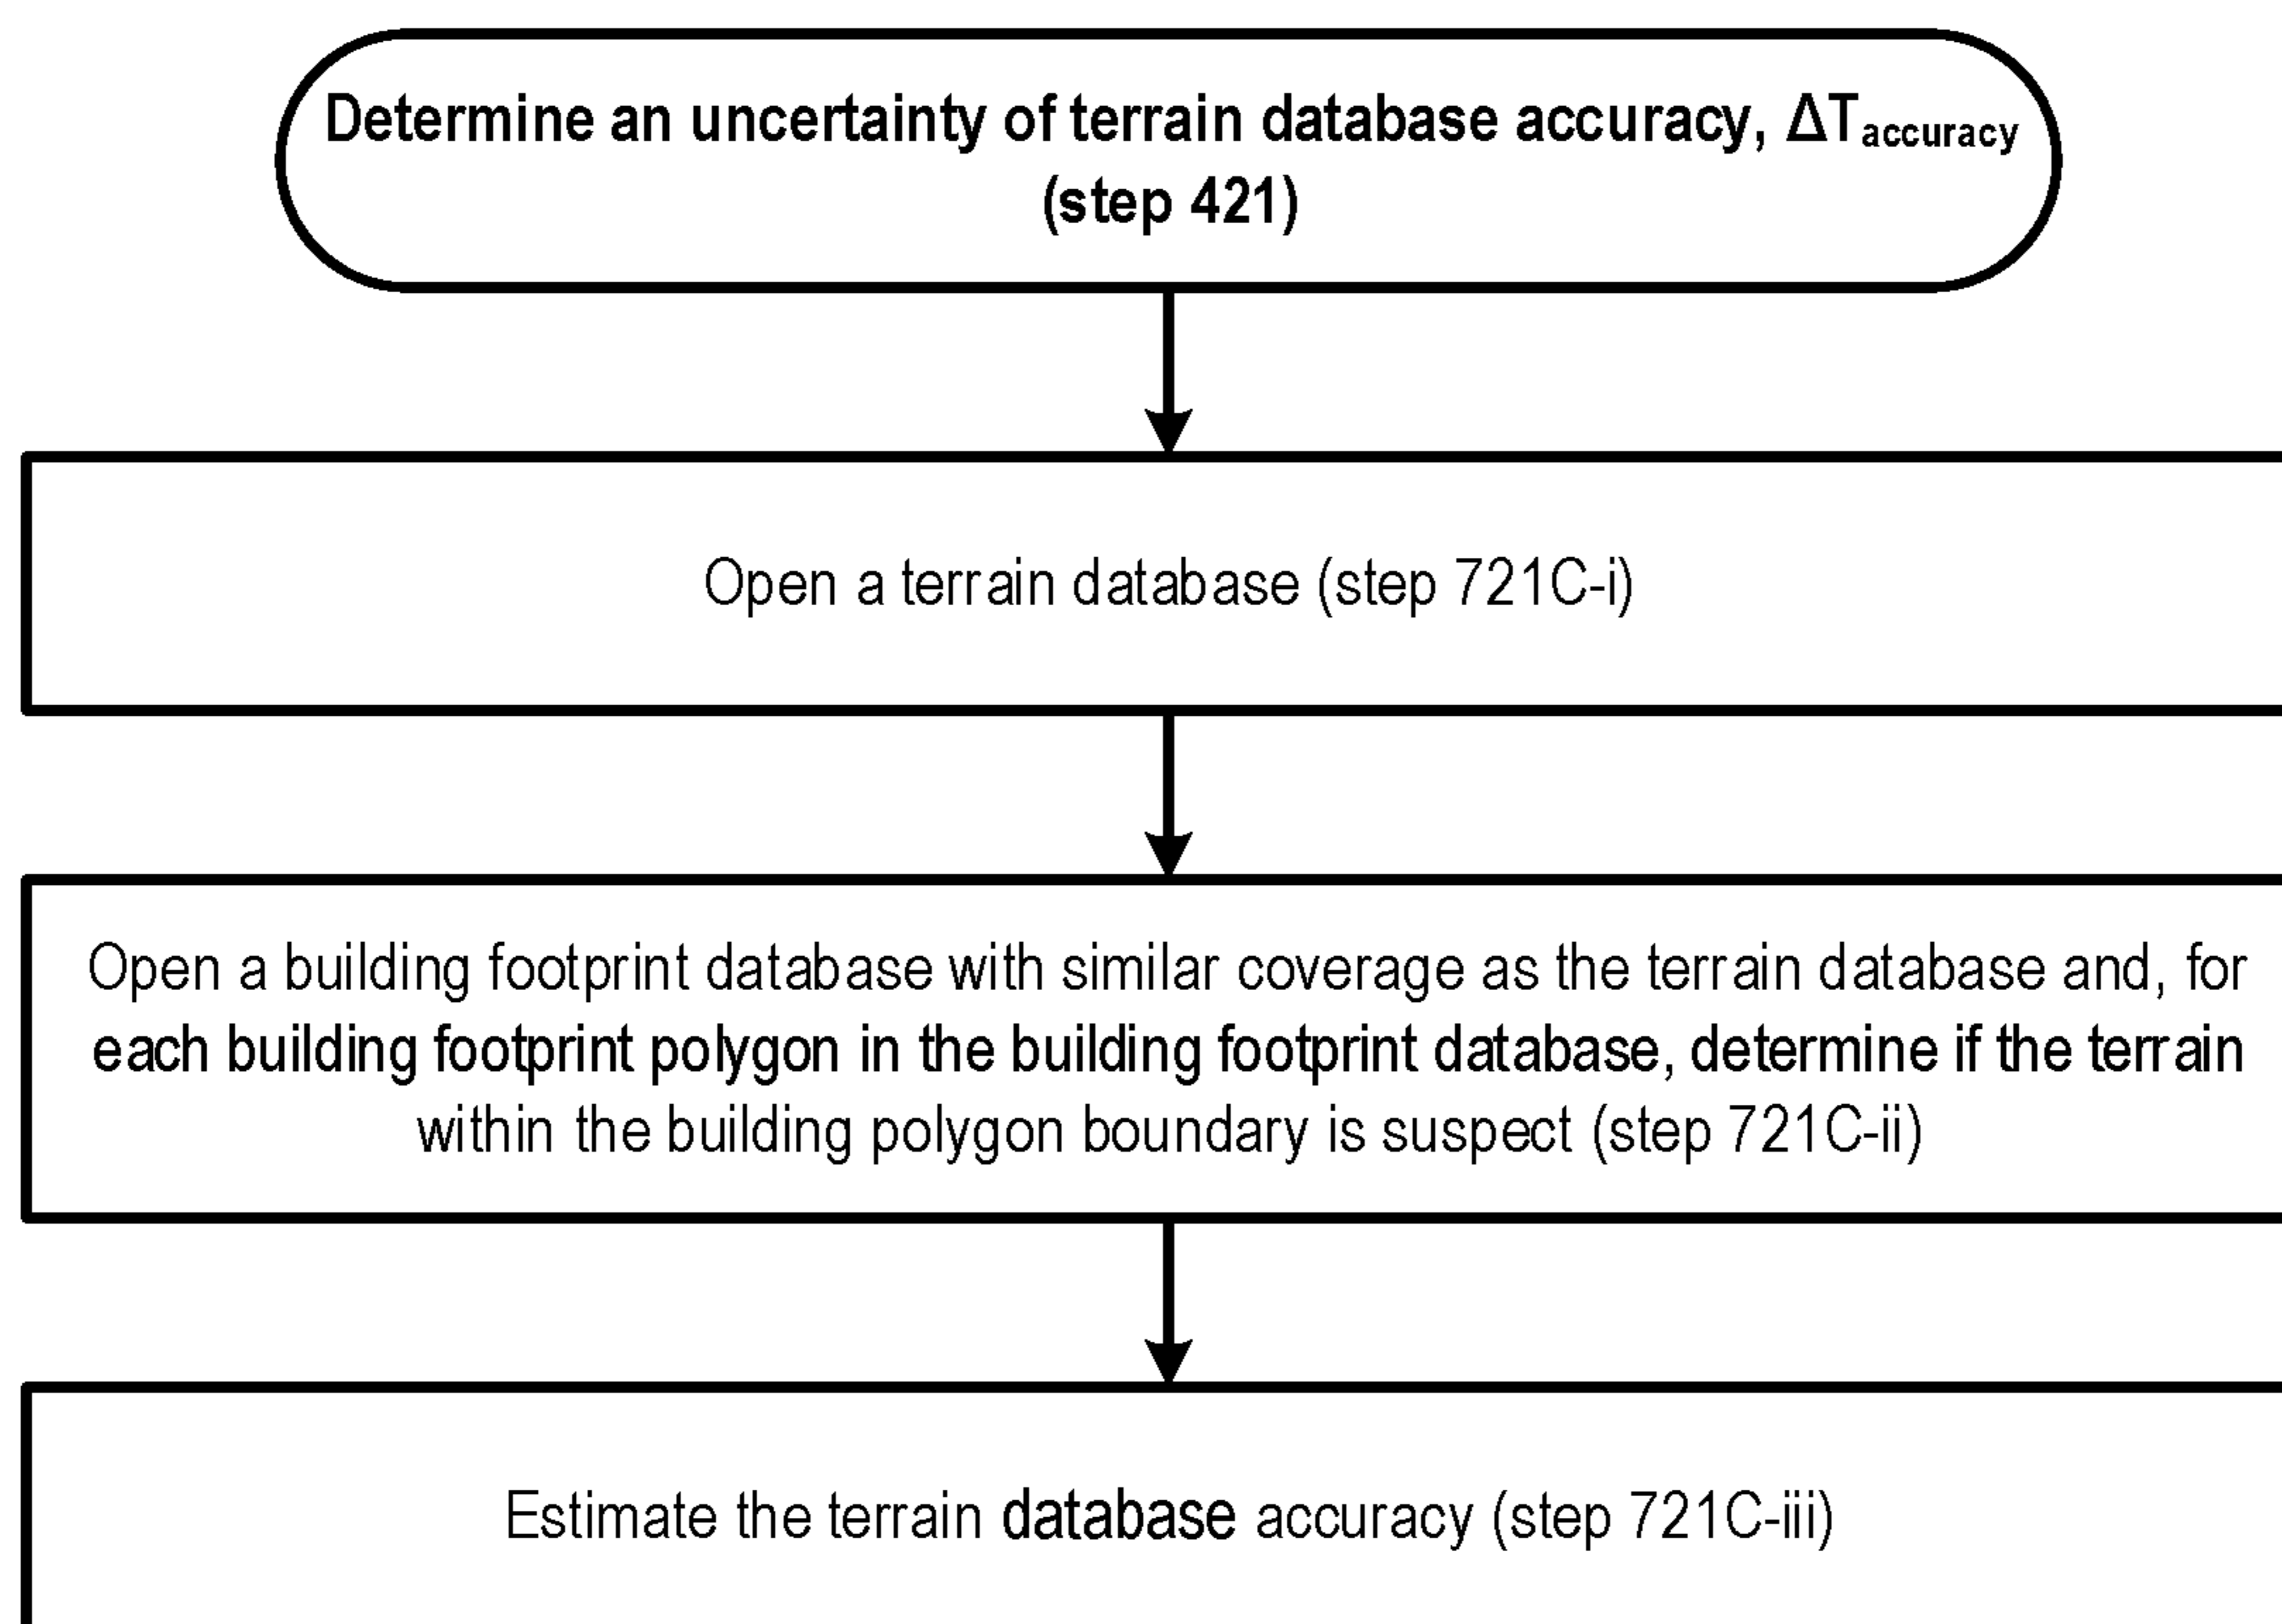 Determine an uncertainty of terrain database accuracy, ΔTaccuracy
(step 421)
Open a terrain database (step 721C-i)
Open a building footprint database with similar coverage as the terrain database and, for
each building footprint polygon in the building footprint database, determine if the terrain
within the building polygon boundary is suspect (step 721C-ii)
Estimate the terrain database accuracy (step 721C-iii)